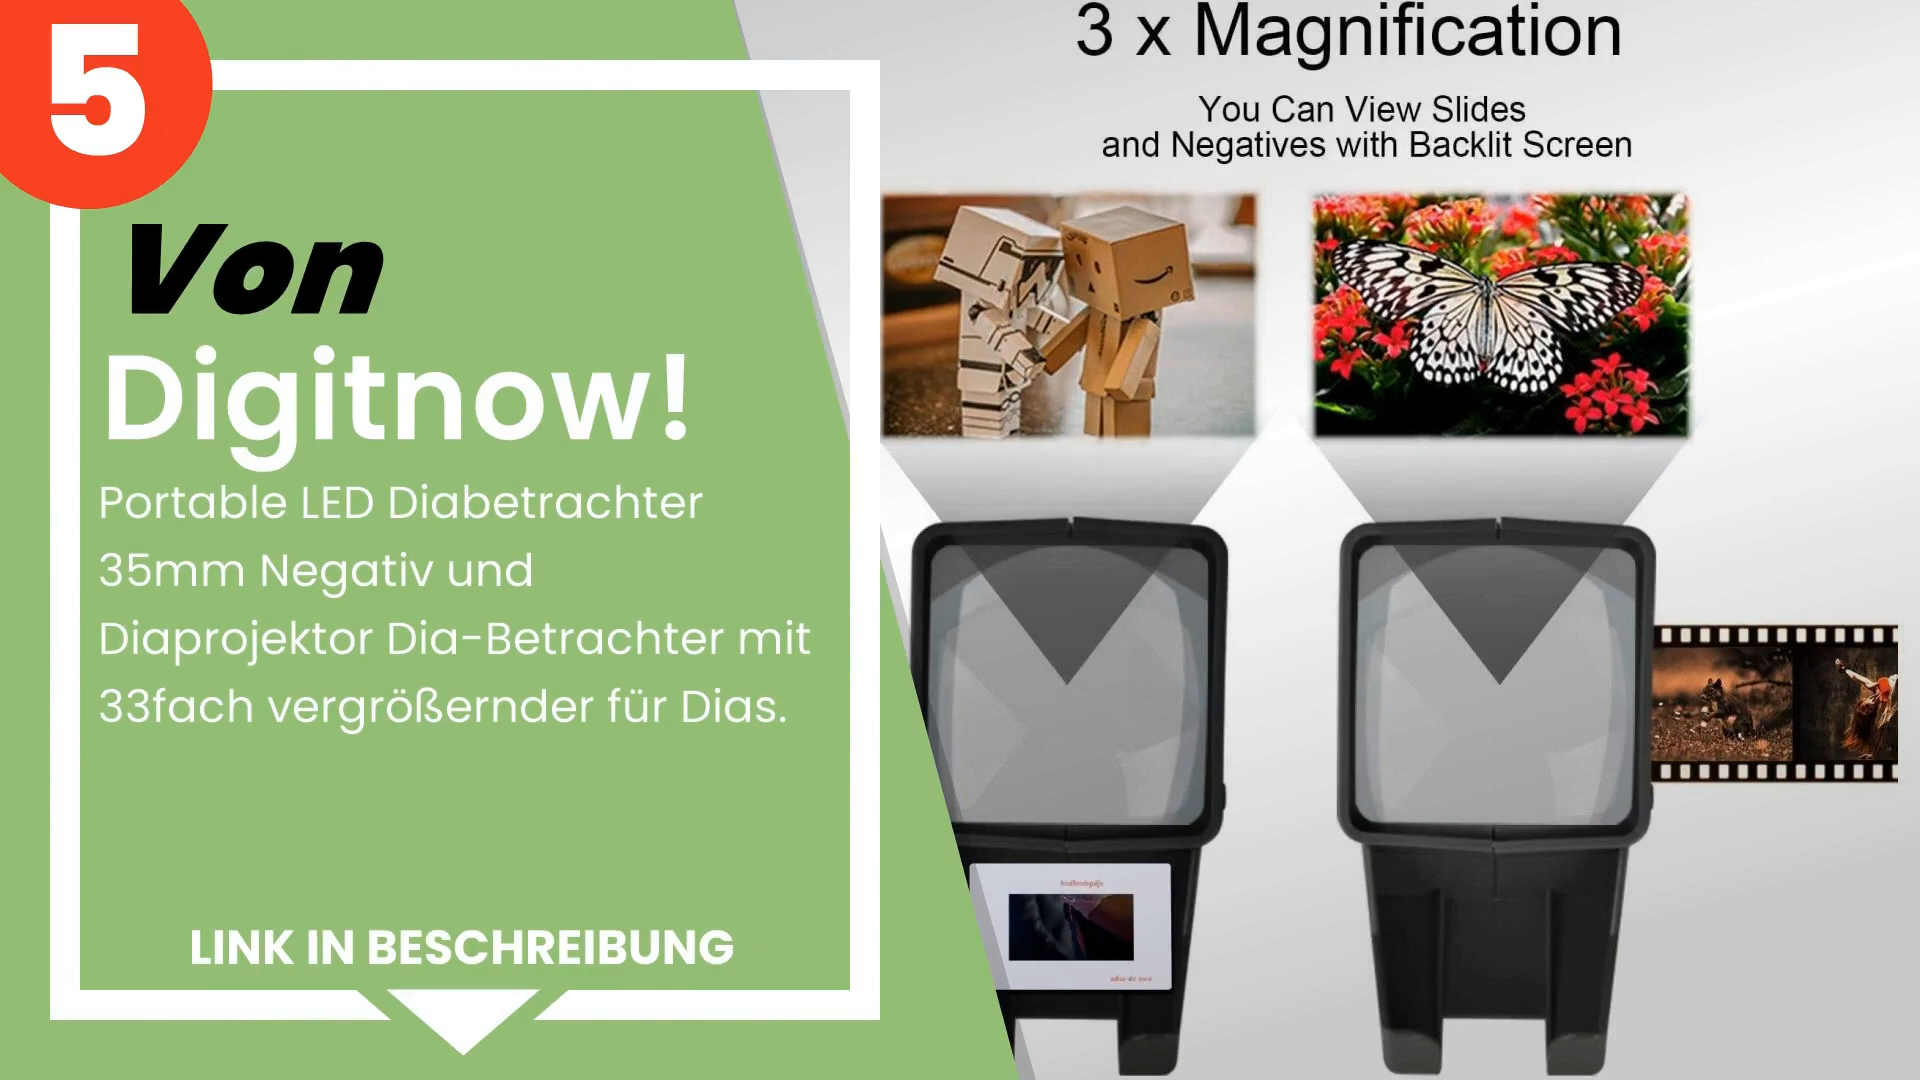 5
Von
Digitnow!
Portable LED Diabetrachter
35mm Negativ und
Diaprojektor Dia-Betrachter mit
33fach vergrößernder für Dias.
LINK IN BESCHREIBUNG
3 x Magnification
You Can View Slides
and Negatives with Backlit Screen